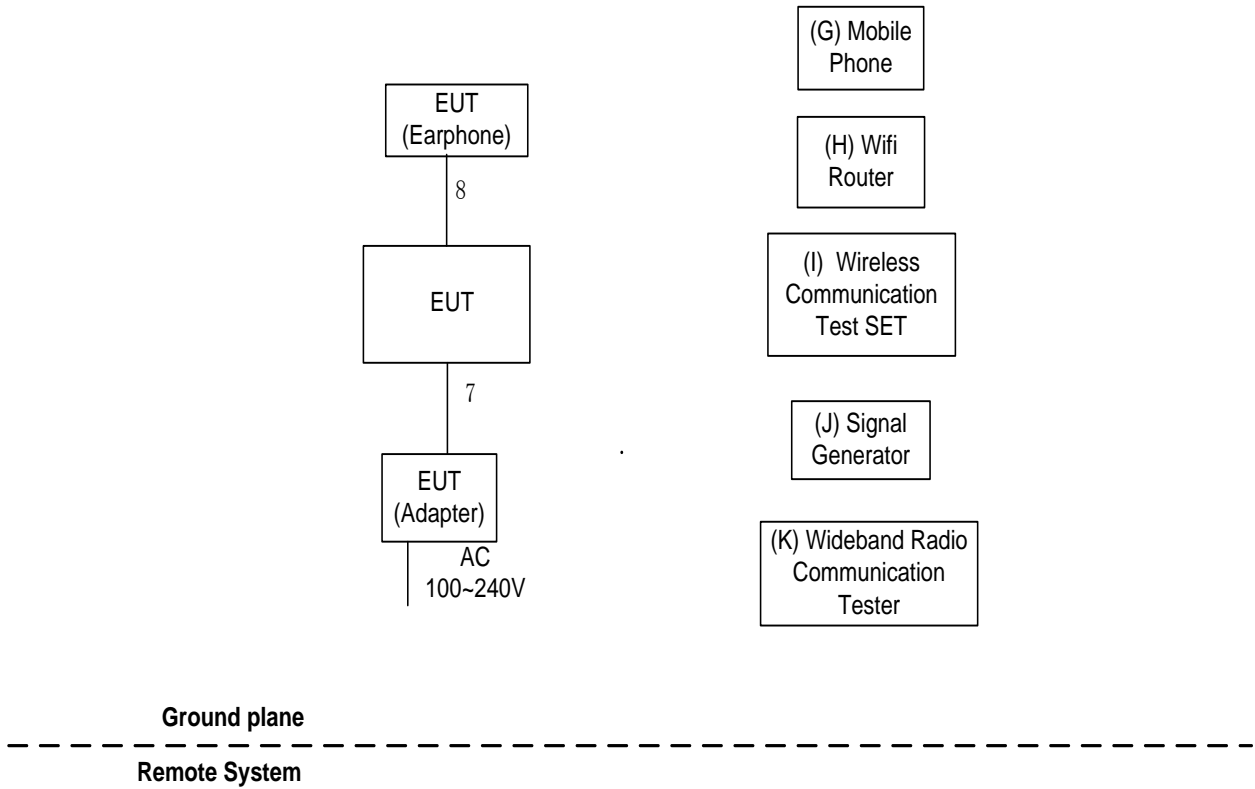 EUT
(Earphone)
8
EUT
7
EUT
(Adapter)
AC
100~240V
(G) Mobile
Phone
(H) Wifi
Router
(I) Wireless
Communication
Test SET
(J) Signal
Generator
(K) Wideband Radio
Communication
Tester
Ground plane
Remote System